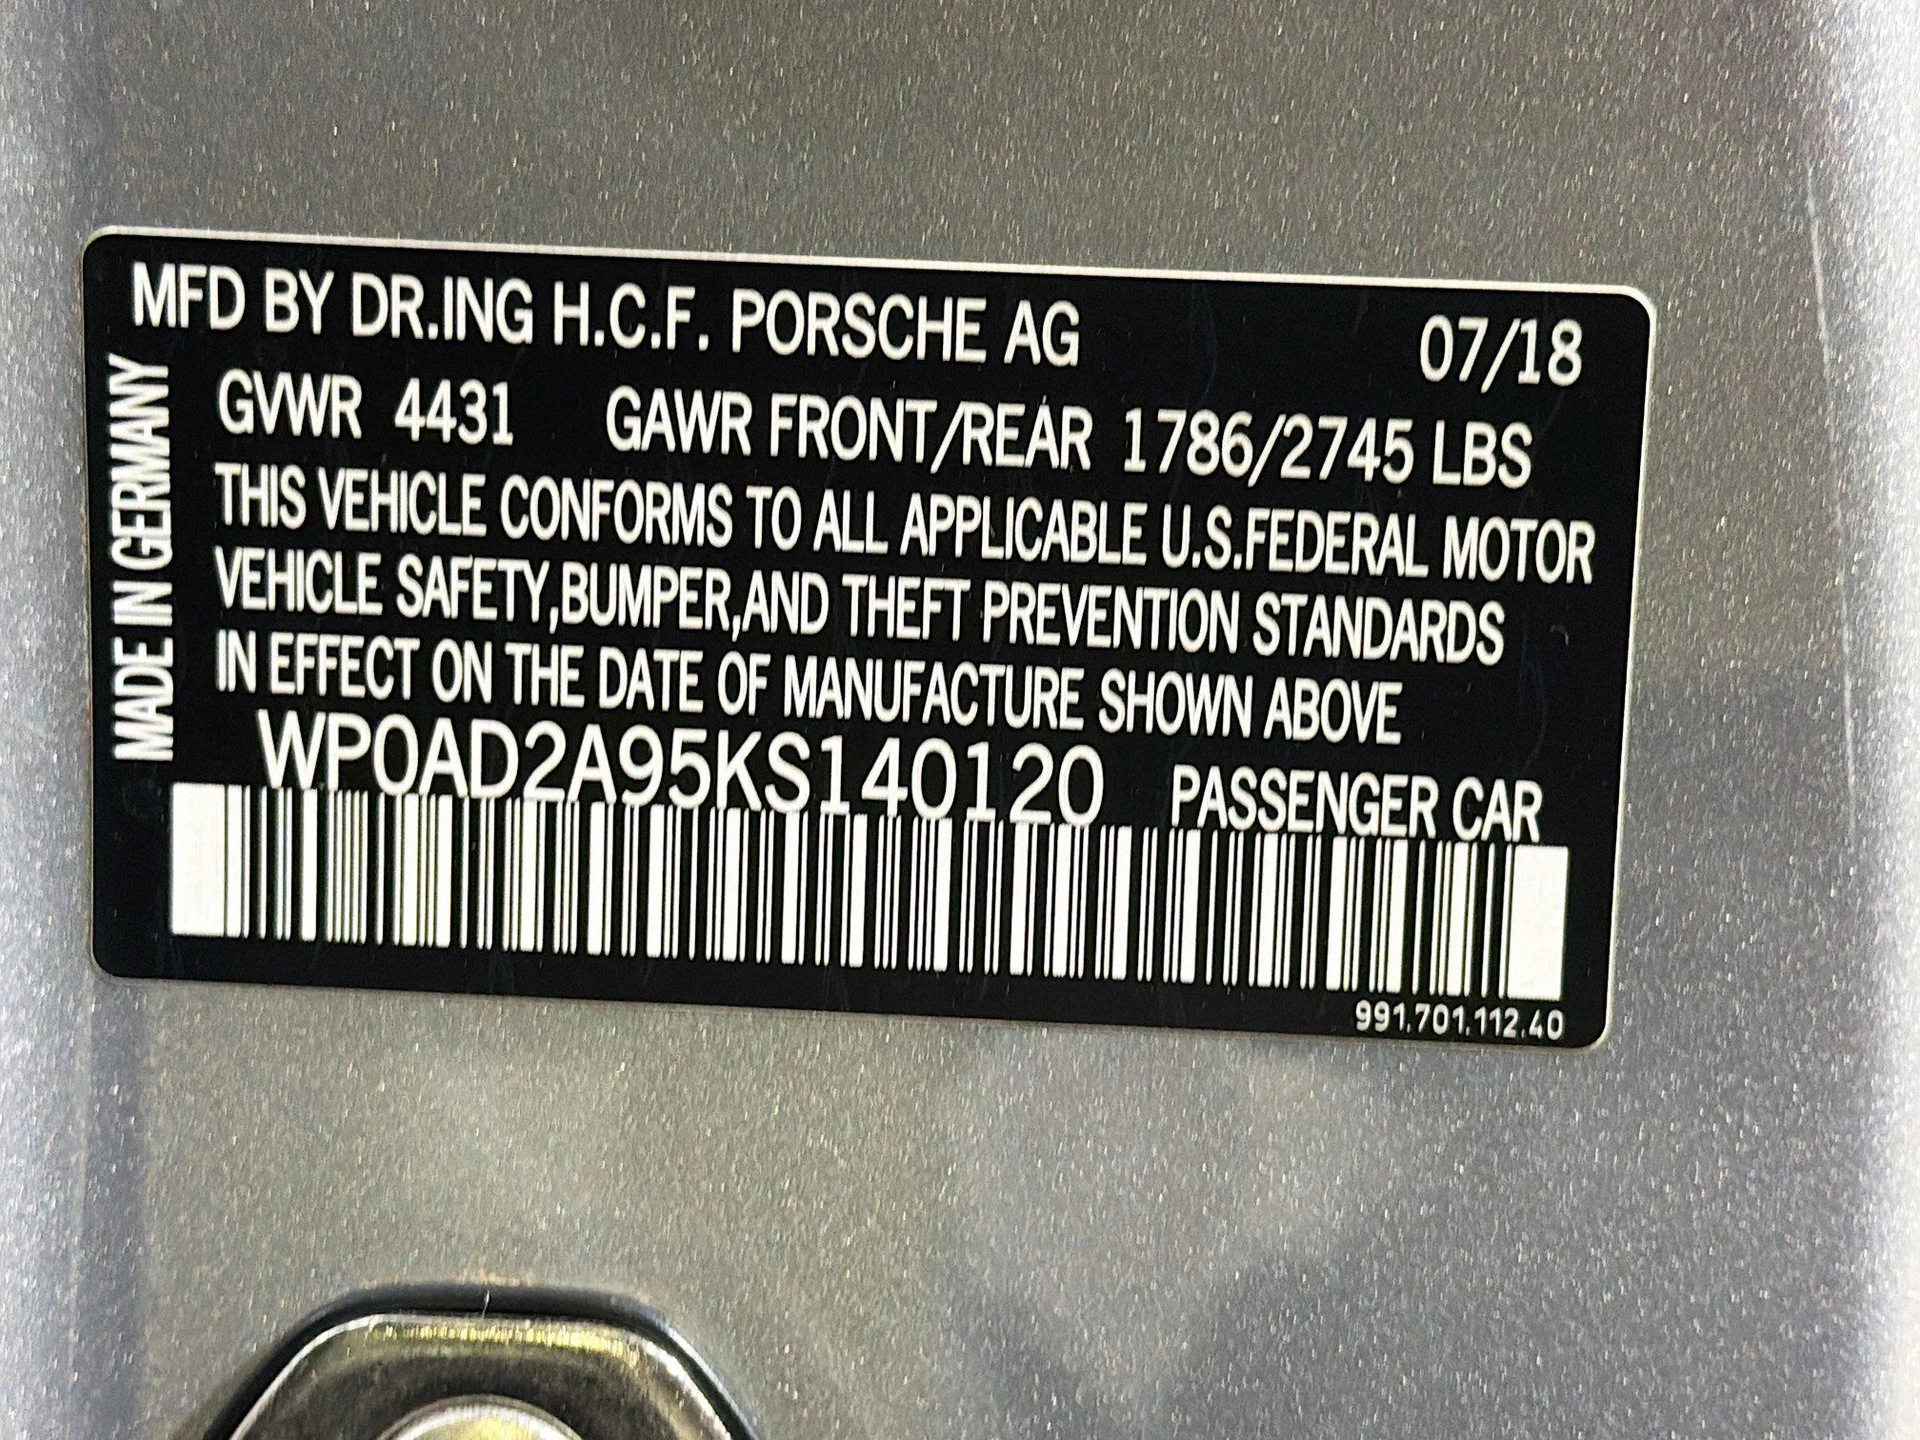 MFD BY DR.ING H.C.F. PORSCHE AG 07/18
GVWR 4431 GAWR FRONT/REAR 1786/2745 LBS
THIS VEHICLE CONFORMS TO ALL APPLICABLE U.S.FEDERAL MOTOR
VEHICLE SAFETY,BUMPER,AND THEFT PREVENTION STANDARDS
IN EFFECT ON THE DATE OF MANUFACTURE SHOWN ABOVE
WP0AD2A95KS140120 PASSENGER CAR
991.701.112.40
MADE IN GERMANY